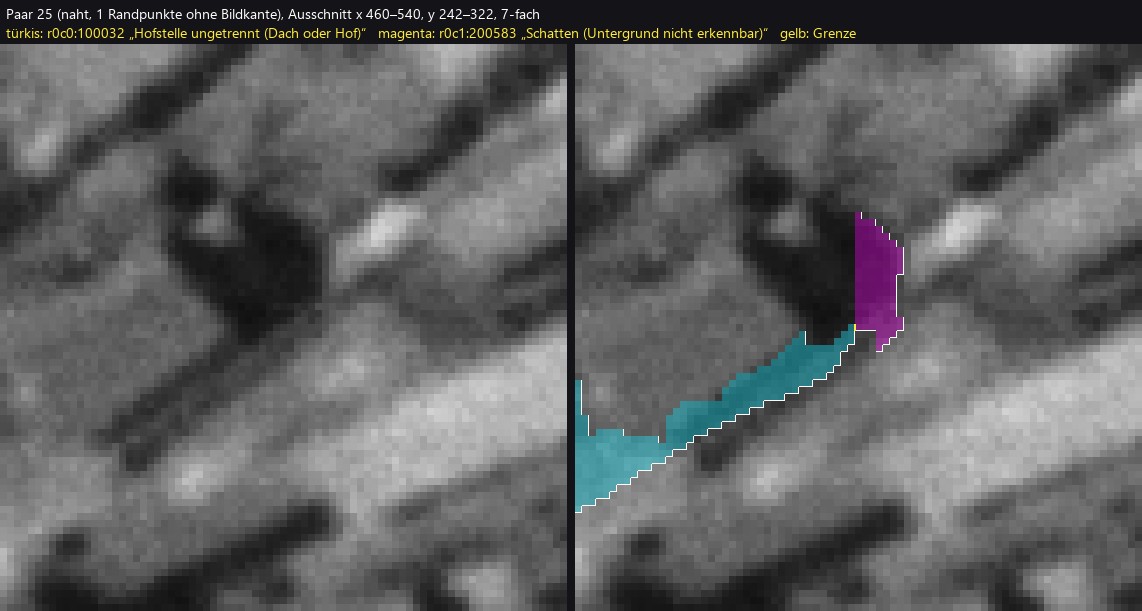 Paar 25 (naht, 1 Randpunkte ohne Bildkante), Ausschnitt x 460–540, y 242–322, 7-fach
türkis: r0c0:100032 „Hofstelle ungetrennt (Dach oder Hof)“ magenta: r0c1:200583 „Schatten (Untergrund nicht erkennbar)“ gelb: Grenze